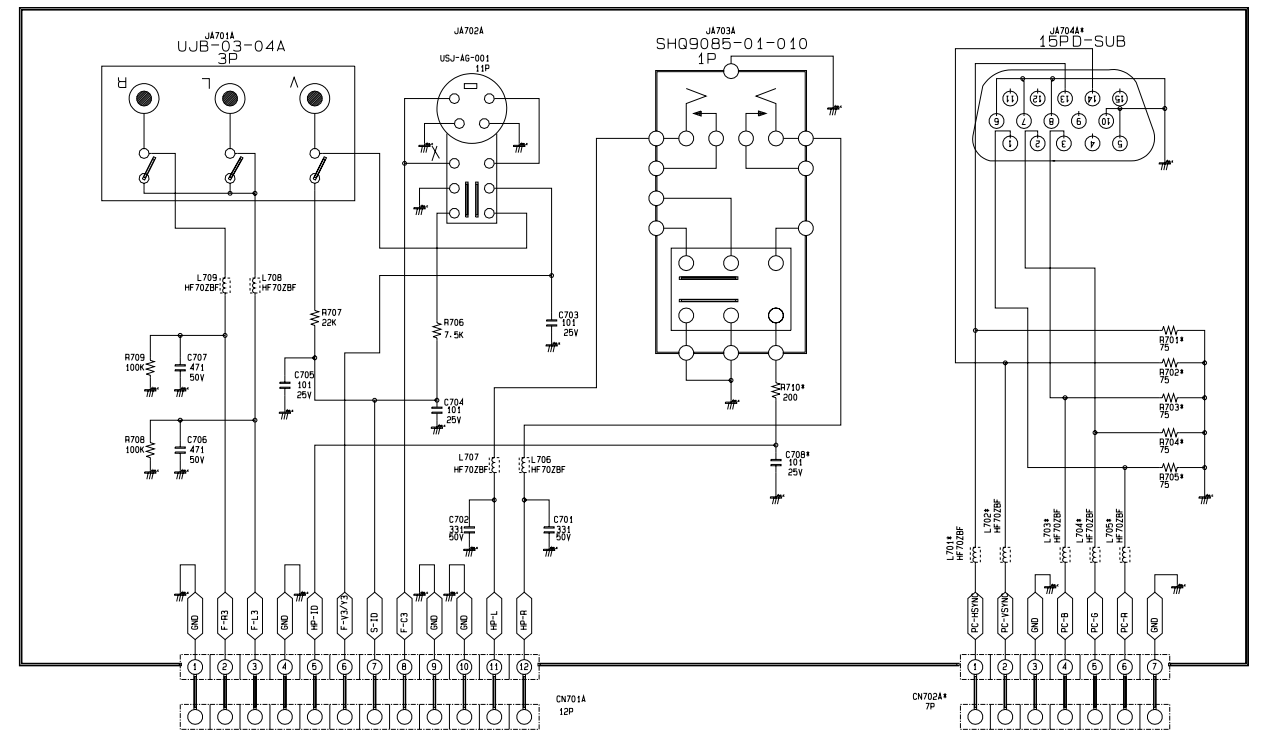 JA701A
UJB-03-04A
3P
R
L
V
JA702A
USJ-AG-001
11P
JA703A
SHQ9085-01-010
1P
JA704A*
15PD-SUB
11
12
13
14
15
6
7
8
9
10
1
2
3
4
5
L709
HF70ZBF
L708
HF70ZBF
R707
22K
R706
7.5K
C703
101
25V
R709
100K
C707
471
50V
C705
101
25V
C704
101
25V
R708
100K
C706
471
50V
R710*
200
C708*
101
25V
L707
HF70ZBF
L706
HF70ZBF
C702
331
50V
C701
331
50V
R701*
75
R702*
75
R703*
75
R704*
75
R705*
75
L701*
HF70ZBF
L702*
HF70ZBF
L703*
HF70ZBF
L704*
HF70ZBF
L705*
HF70ZBF
GND
F-R3
F-L3
GND
HP-ID
F-V3/Y3
S-ID
F-C3
GND
GND
HP-L
HP-R
PC-HSYN
PC-VSYN
GND
PC-B
PC-G
PC-R
GND
1
2
3
4
5
6
7
8
9
10
11
12
CN701A
12P
1
2
3
4
5
6
7
CN702A*
7P